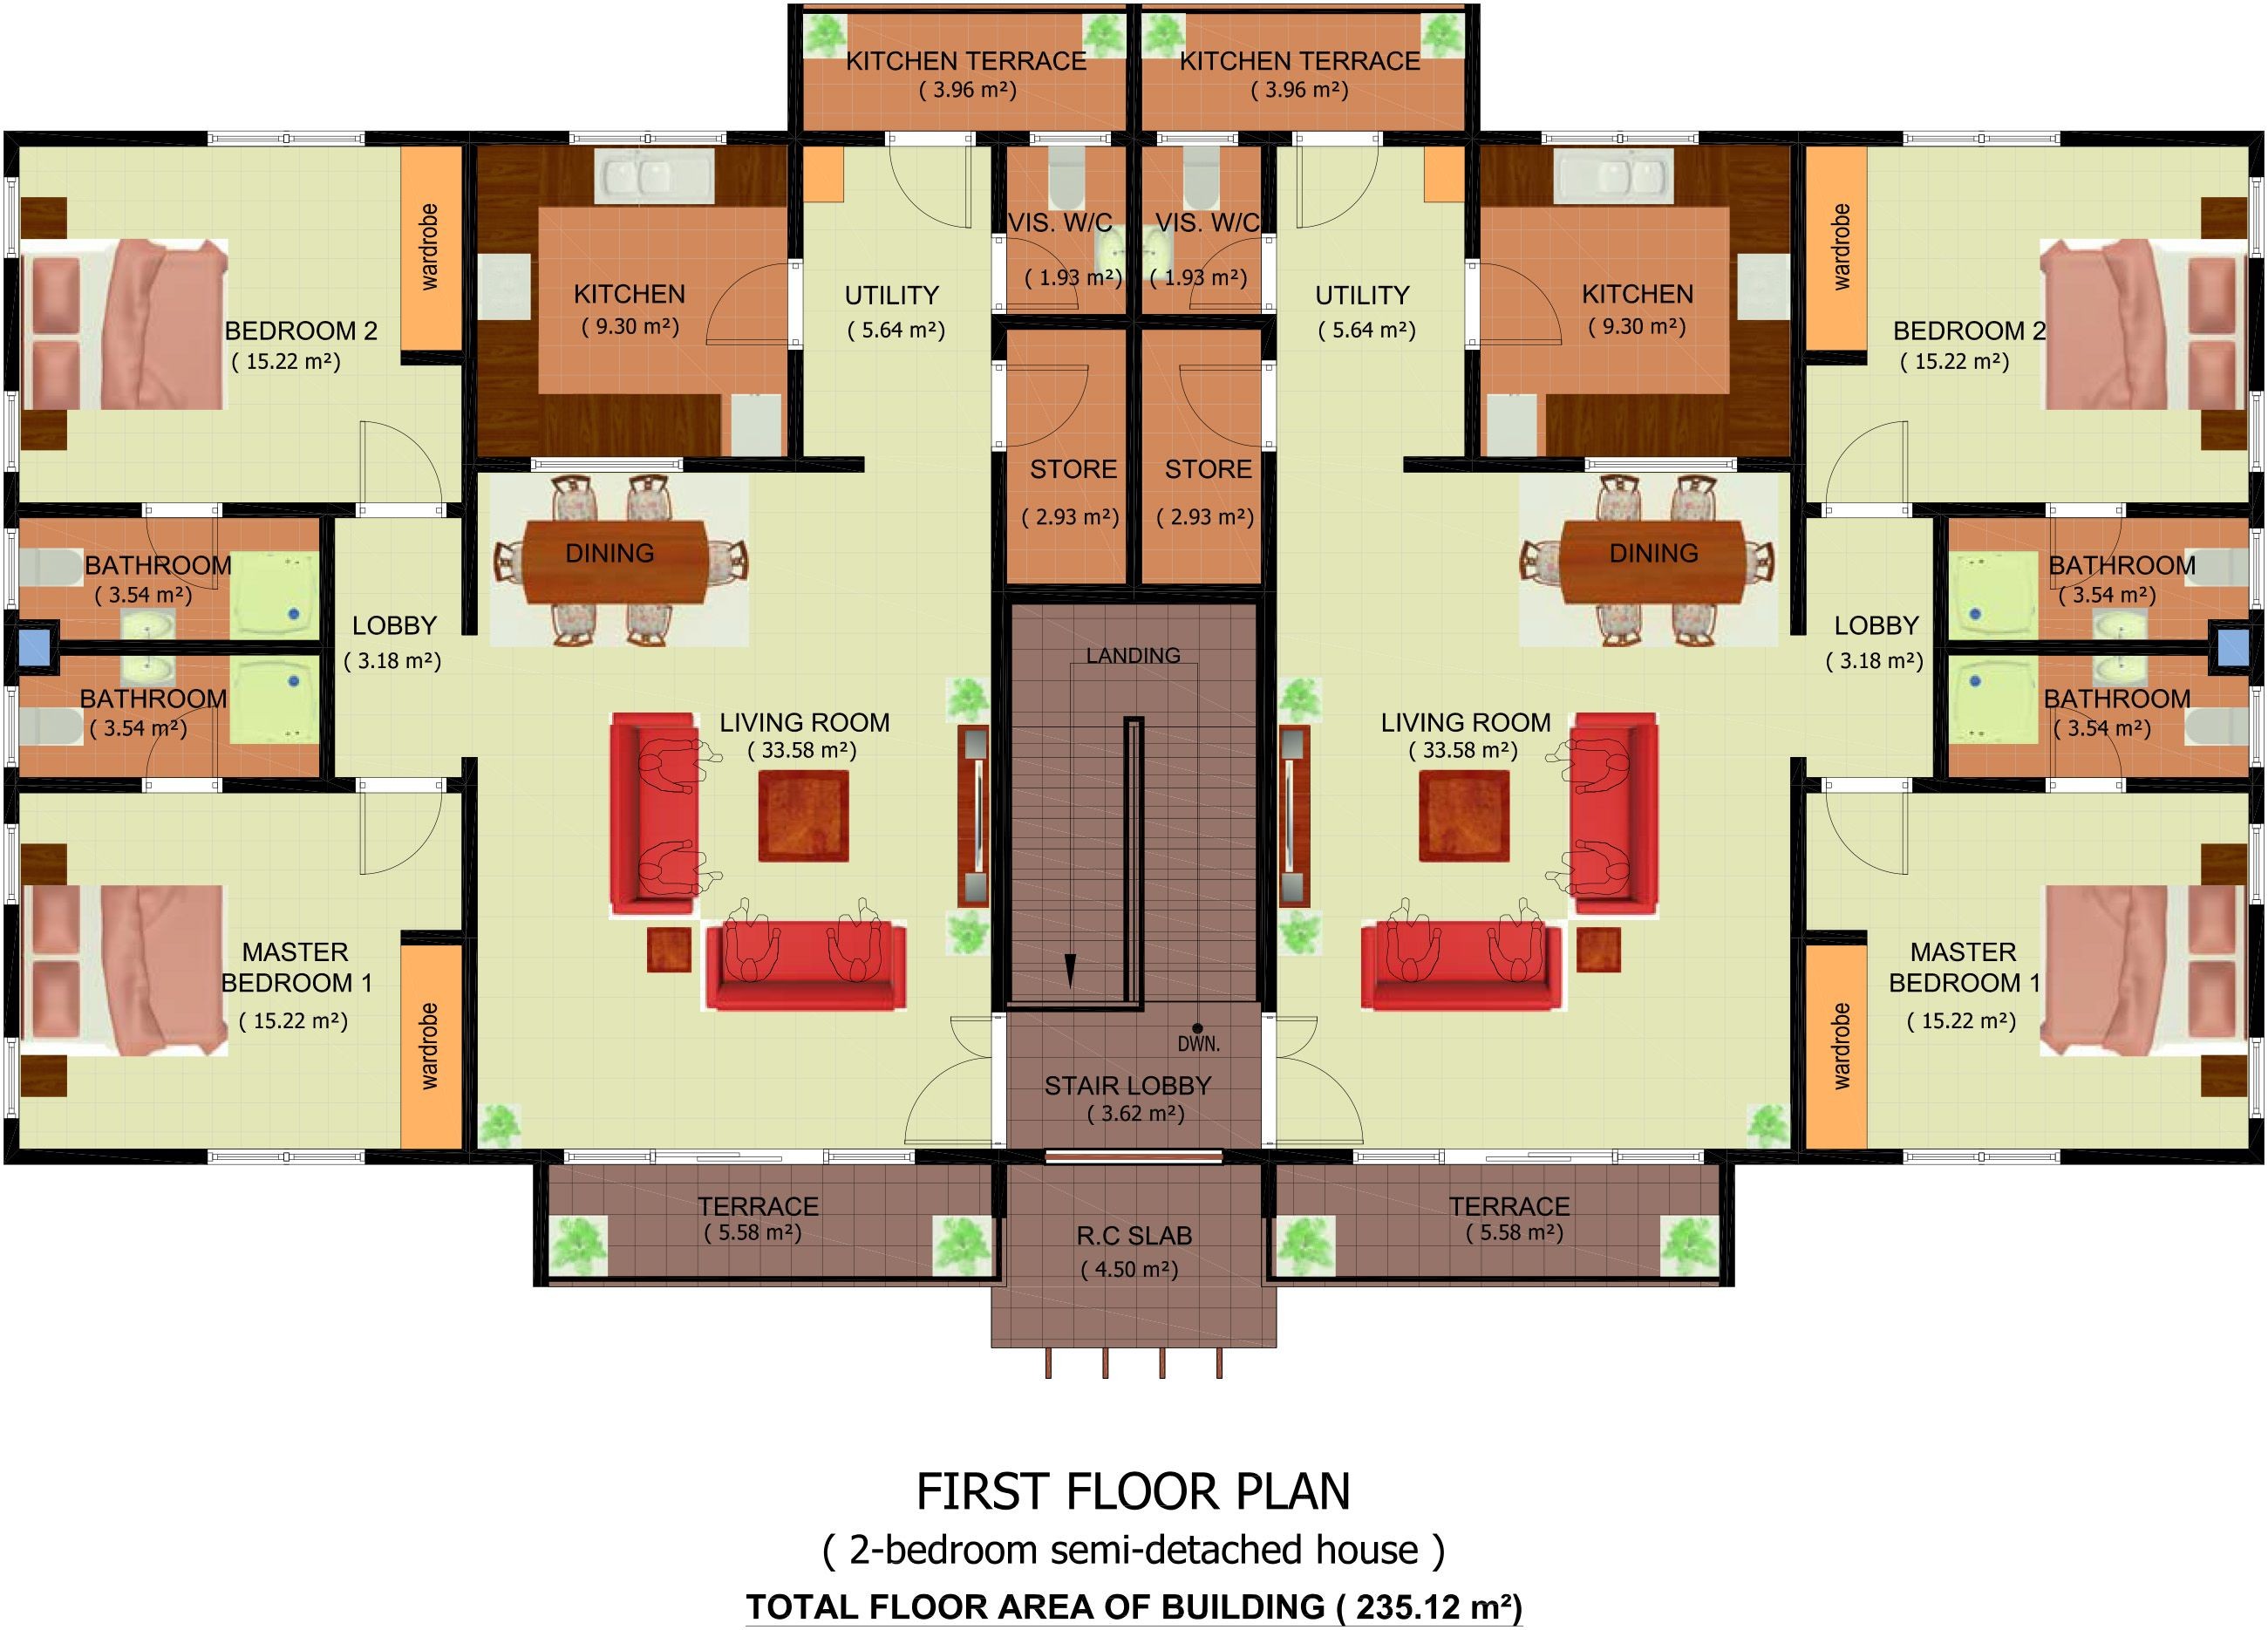 KITCHEN TERRACE
( 3.96 m²)
KITCHEN TERRACE
( 3.96 m²)
wardrobe
BEDROOM 2
( 15.22 m²)
KITCHEN
( 9.30 m²)
UTILITY
( 5.64 m²)
VIS. W/C
( 1.93 m²)
VIS. W/C
( 1.93 m²)
UTILITY
( 5.64 m²)
KITCHEN
( 9.30 m²)
wardrobe
BEDROOM 2
( 15.22 m²)
STORE
( 2.93 m²)
STORE
( 2.93 m²)
DINING
DINING
BATHROOM
( 3.54 m²)
BATHROOM
( 3.54 m²)
LOBBY
( 3.18 m²)
LANDING
LOBBY
( 3.18 m²)
BATHROOM
( 3.54 m²)
BATHROOM
( 3.54 m²)
LIVING ROOM
( 33.58 m²)
LIVING ROOM
( 33.58 m²)
MASTER
BEDROOM 1
( 15.22 m²)
wardrobe
DWN.
STAIR LOBBY
( 3.62 m²)
wardrobe
MASTER
BEDROOM 1
( 15.22 m²)
TERRACE
( 5.58 m²)
R.C SLAB
( 4.50 m²)
TERRACE
( 5.58 m²)
FIRST FLOOR PLAN
( 2-bedroom semi-detached house )
TOTAL FLOOR AREA OF BUILDING ( 235.12 m²)